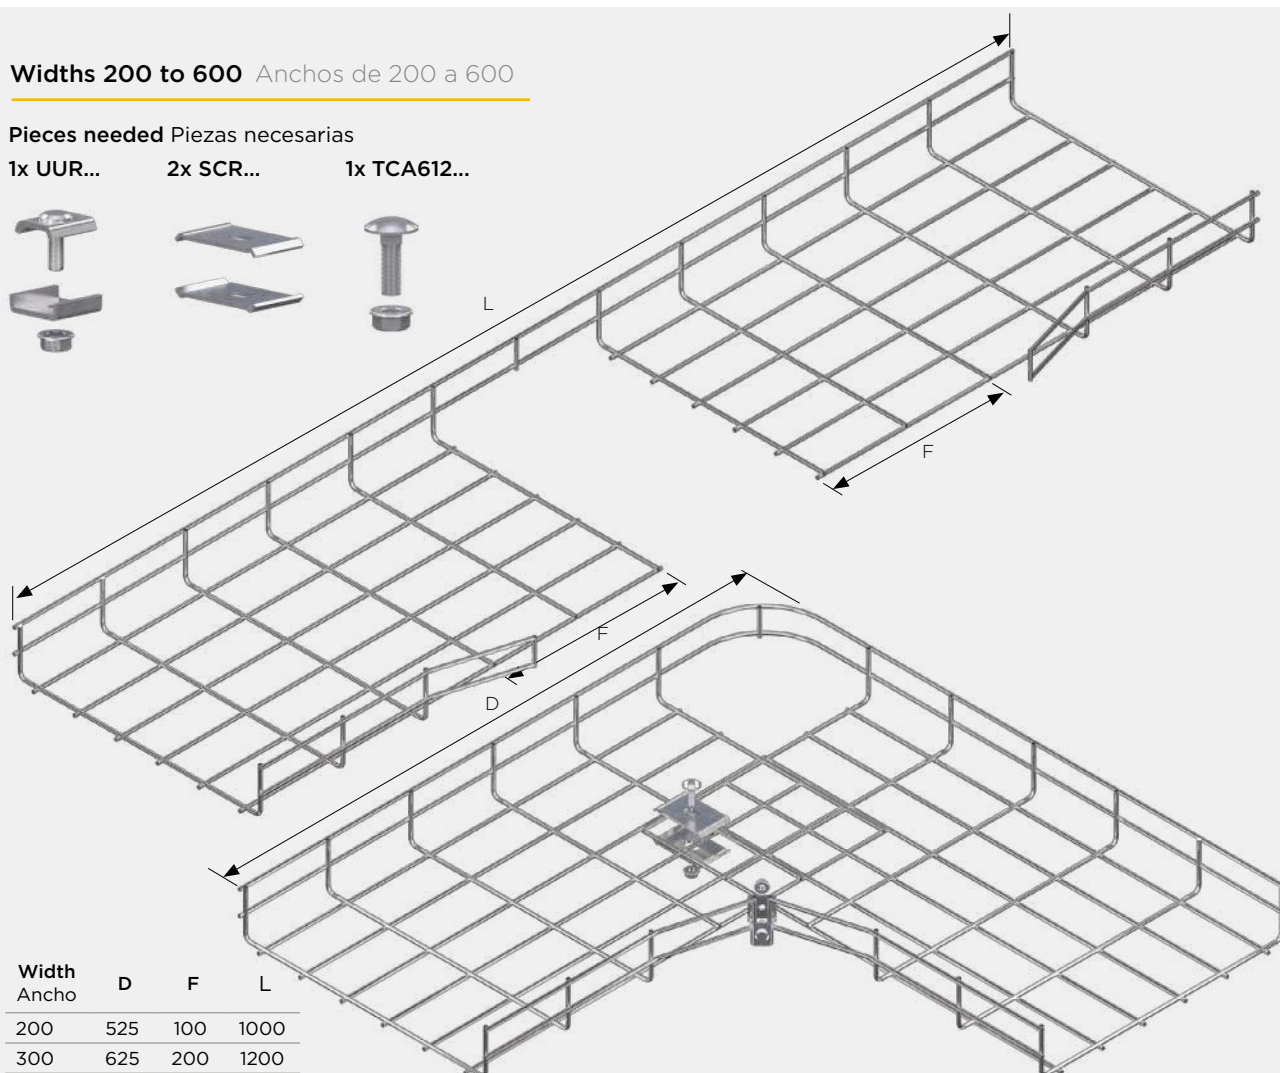 Widths 200 to 600 Anchos de 200 a 600
Pieces needed Piezas necesarias
1x UUR... 2x SCR... 1x TCA612...
L
F
F
D
Width
Ancho D F L
200 525 100 1000
300 625 200 1200